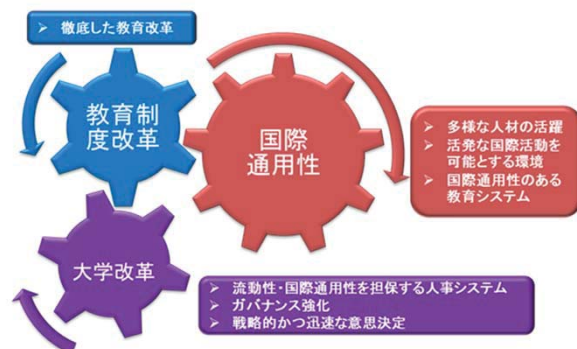 ➤ 徹底した教育改革
教育制
度改革
国際
通用性
➤ 多様な人材の活躍
➤ 活発な国際活動を
可能とする環境
➤ 国際通用性のある
教育システム
大学改革
➤ 流動性・国際通用性を担保する人事システム
➤ ガバナンス強化
➤ 戦略的かつ迅速な意思決定